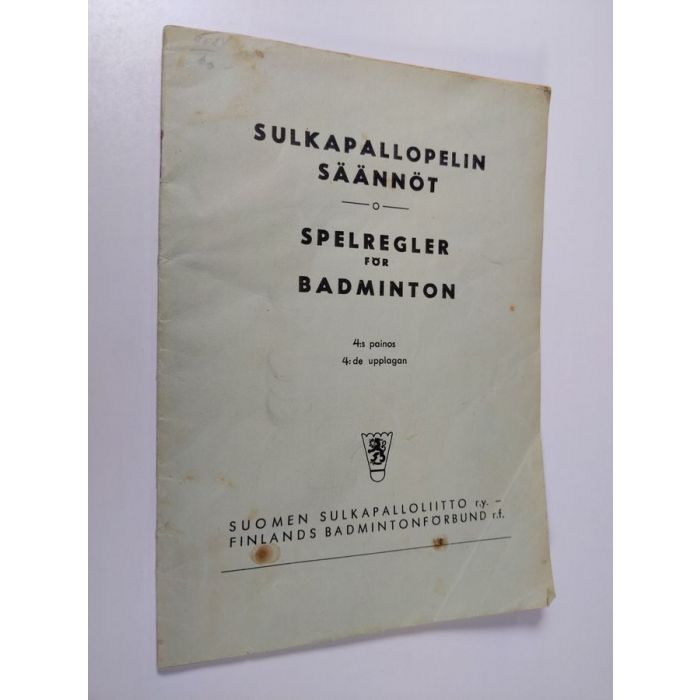 SULKAPALLOPELIN
SÄÄNNÖT
SPELREGLER
FÖR
BADMINTON
4:s painos
4:de upplagan
SUOMEN SULKAPALLOLIITTO r.y. –
FINLANDS BADMINTONFÖRBUND r.f.